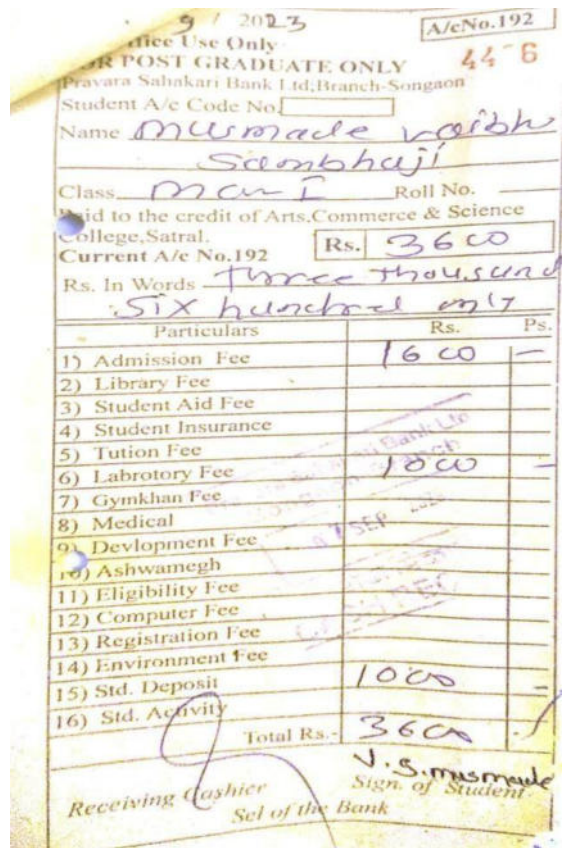 9 / 2023
A/cNo.192
ffice Use Only
44 6
R POST GRADUATE ONLY
Pravara Sahakari Bank Ltd;Branch-Songaon
Student A/c Code No.
Name musmade vaibh
Sambhaji
Class I Roll No.
Paid to the credit of Arts,Commerce & Science
College,Satral.
Current A/c No.192 Rs. 3600
Rs. In Words Three thousand
Six hundred only
Particulars Rs. Ps.
1) Admission Fee 1600 —
2) Library Fee
3) Student Aid Fee
4) Student Insurance
5) Tution Fee
6) Labrotory Fee 1000 —
7) Gymkhan Fee
8) Medical
9) Devlopment Fee
10) Ashwamegh
11) Eligibility Fee
12) Computer Fee
13) Registration Fee
14) Environment Fee
15) Std. Deposit 1000 —
16) Std. Activity
Total Rs.- 3600
V.S.musmade
Receiving Cashier Sign. of Student
Sel of the Bank
Bank Ltd
SEP